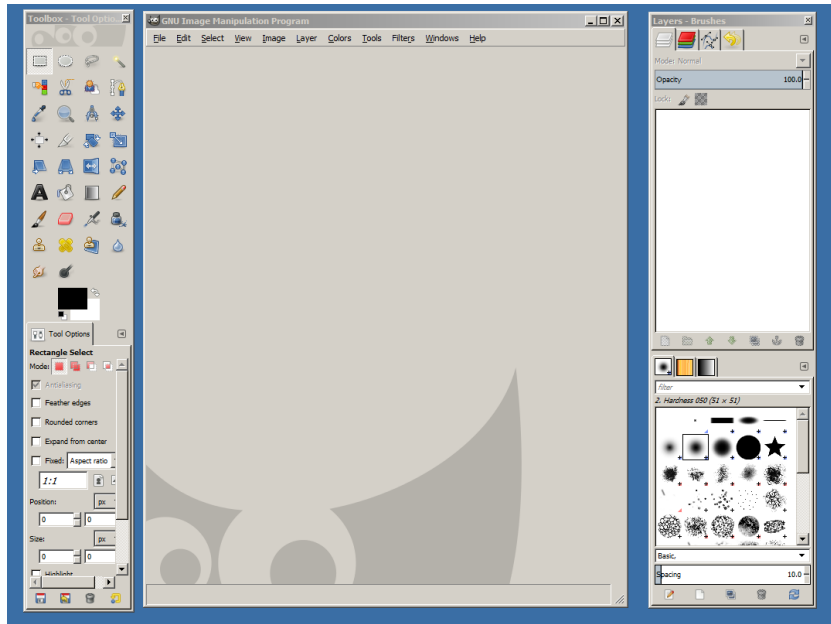 Toolbox - Tool Optio...
GNU Image Manipulation Program
File Edit Select View Image Layer Colors Tools Filters Windows Help
Tool Options
Rectangle Select
Mode:
Antialiasing
Feather edges
Rounded corners
Expand from center
Fixed: Aspect ratio
1:1
Position: px
0 0
Size: px
0 0
Highlight
Layers - Brushes
Mode: Normal
Opacity 100.0
Lock:
filter
2. Hardness 050 (51 × 51)
Basic,
Spacing 10.0